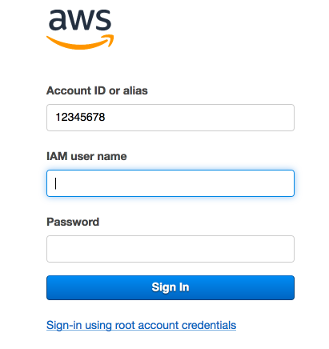 aws
Account ID or alias
12345678
IAM user name
Password
Sign In
Sign-in using root account credentials